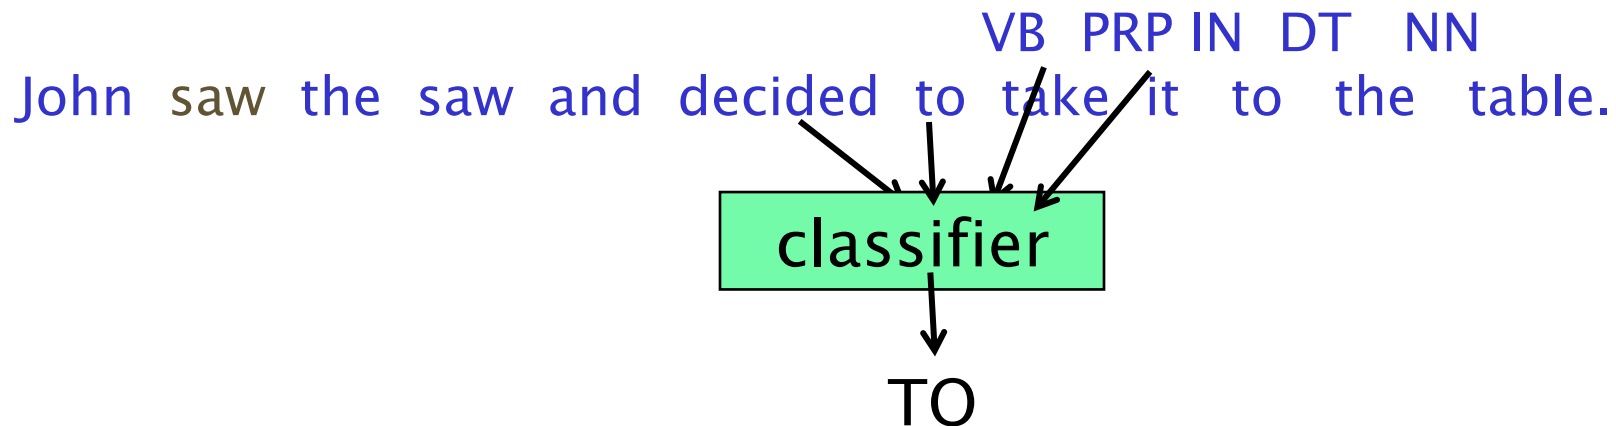 VB PRP IN DT NN
John saw the saw and decided to take it to the table.
classifier
TO